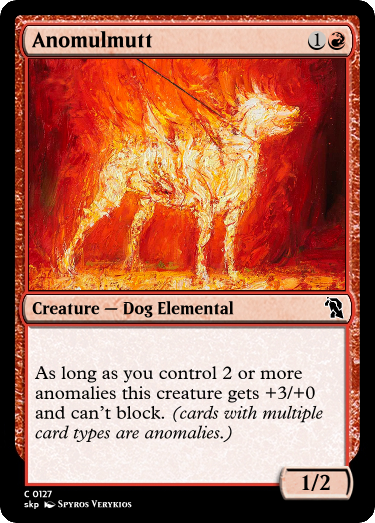 Anomulmutt 1
Creature — Dog Elemental
As long as you control 2 or more
anomalies this creature gets +3/+0
and can't block. (cards with multiple
card types are anomalies.)
1/2
C 0127
skp SPYROS VERYKIOS